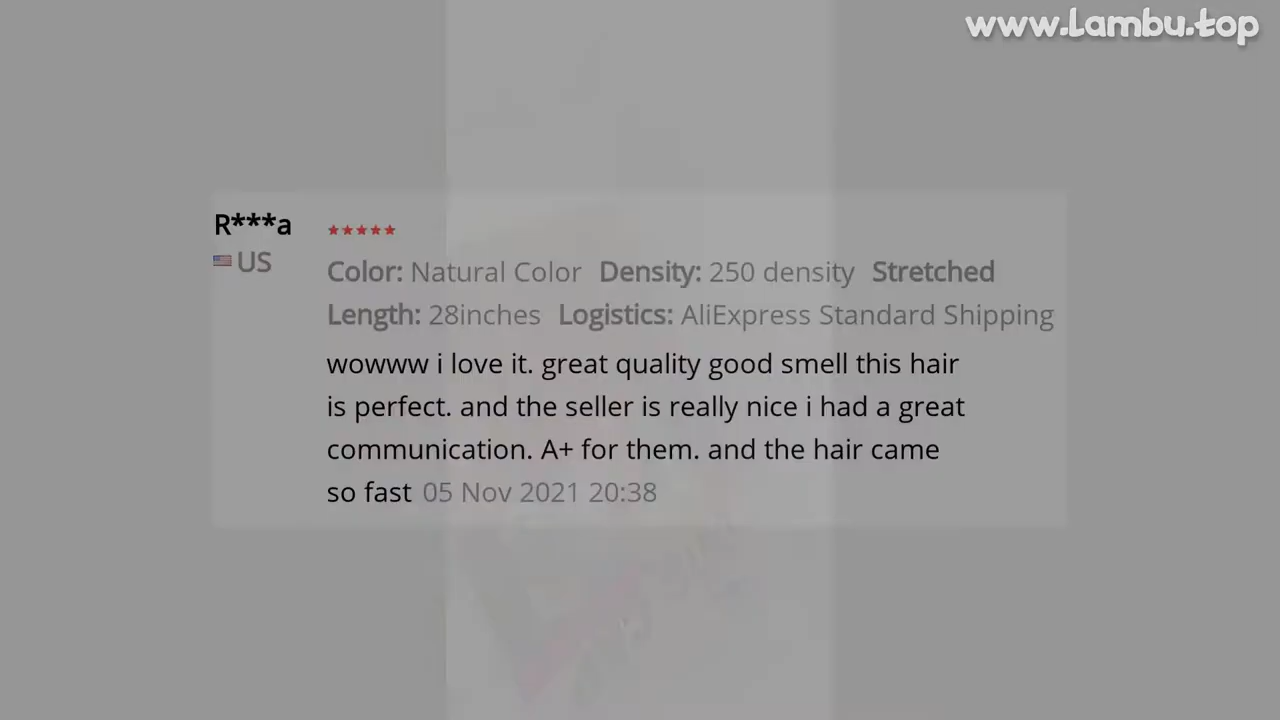 www.Lambu.top
R***a
US
Color: Natural Color Density: 250 density Stretched
Length: 28inches Logistics: AliExpress Standard Shipping
wowww i love it. great quality good smell this hair
is perfect. and the seller is really nice i had a great
communication. A+ for them. and the hair came
so fast 05 Nov 2021 20:38